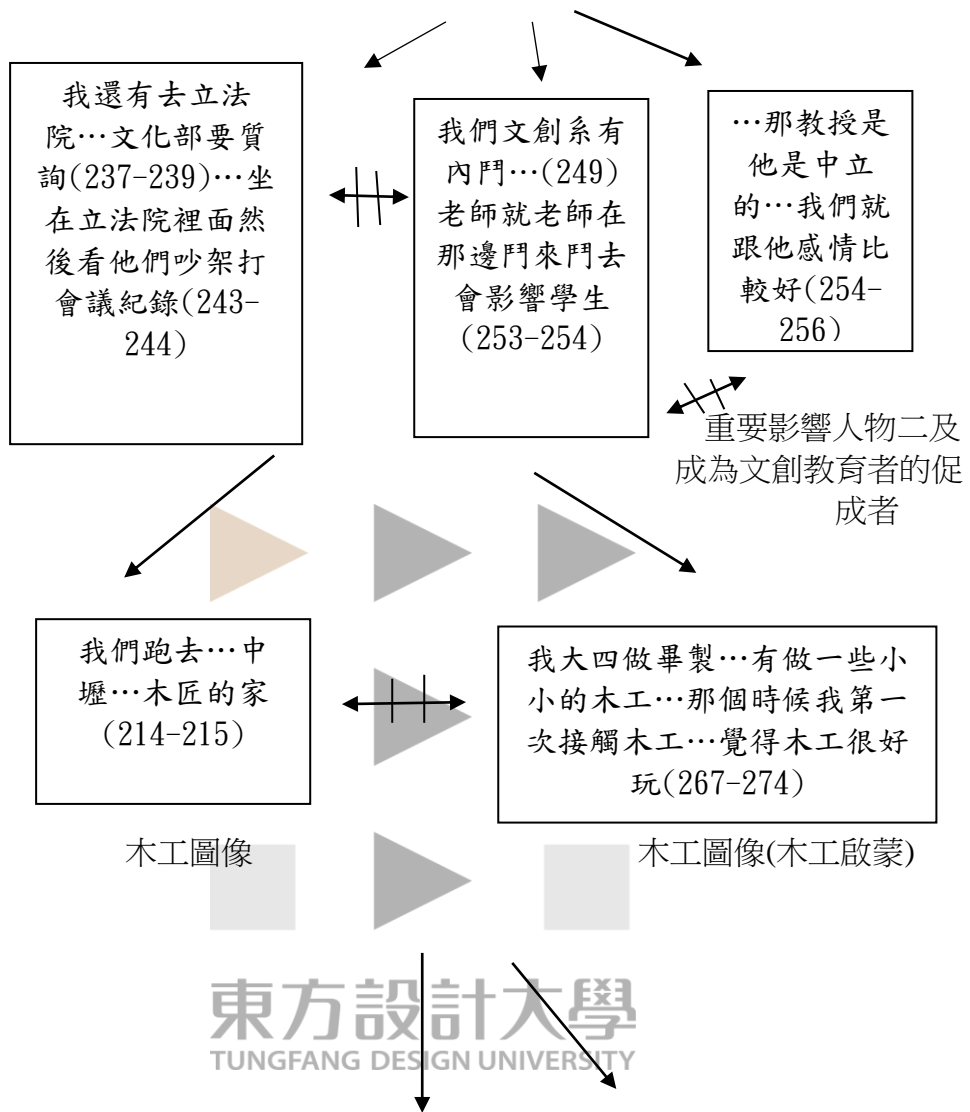 我還有去立法
院…文化部要質
詢(237-239)…坐
在立法院裡面然
後看他們吵架打
會議紀錄(243-
244)
我們文創系有
內鬥…(249)
老師就老師在
那邊鬥來鬥去
會影響學生
(253-254)
…那教授是
他是中立
的…我們就
跟他感情比
較好(254-
256)
重要影響人物二及
成為文創教育者的促
成者
我們跑去…中
壢…木匠的家
(214-215)
我大四做畢製…有做一些小
小的木工…那個時候我第一
次接觸木工…覺得木工很好
玩(267-274)
木工圖像
木工圖像(木工啟蒙)
東方設計大學
TUNGFANG DESIGN UNIVERSITY